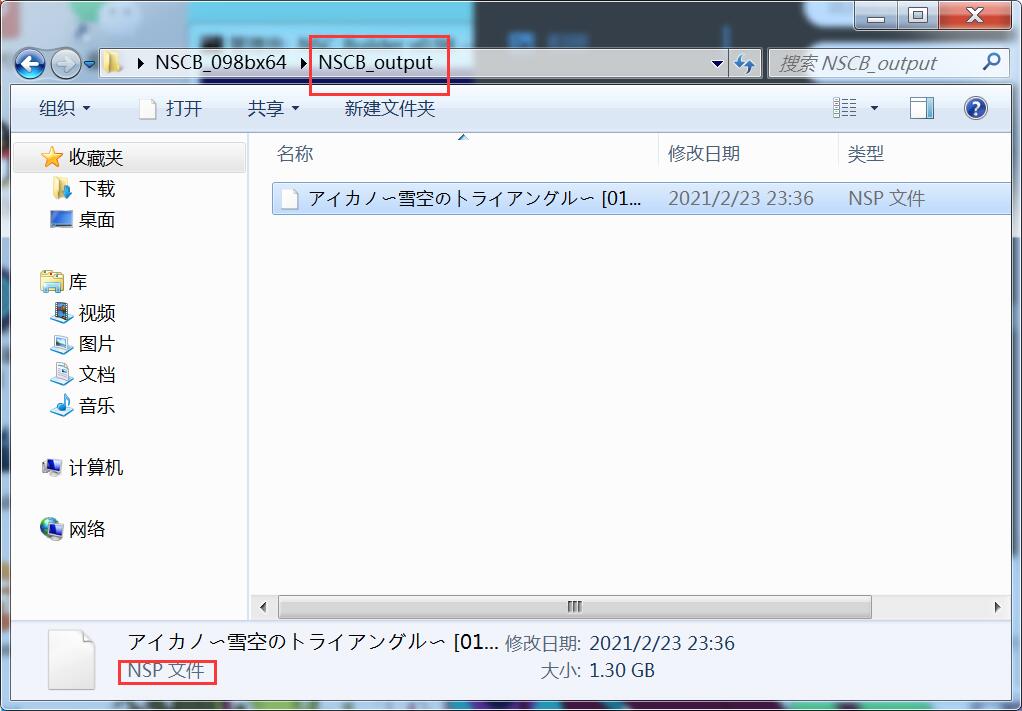 NSCB_098bx64 NSCB_output 搜索 NSCB_output
组织 打开 共享 新建文件夹
名称 修改日期 类型
收藏夹
下载
桌面
库
视频
图片
文档
音乐
计算机
网络
アイカノ～雪空のトライアングル～ [01... 2021/2/23 23:36 NSP 文件
アイカノ～雪空のトライアングル～ [01... 修改日期: 2021/2/23 23:36
NSP 文件 大小: 1.30 GB